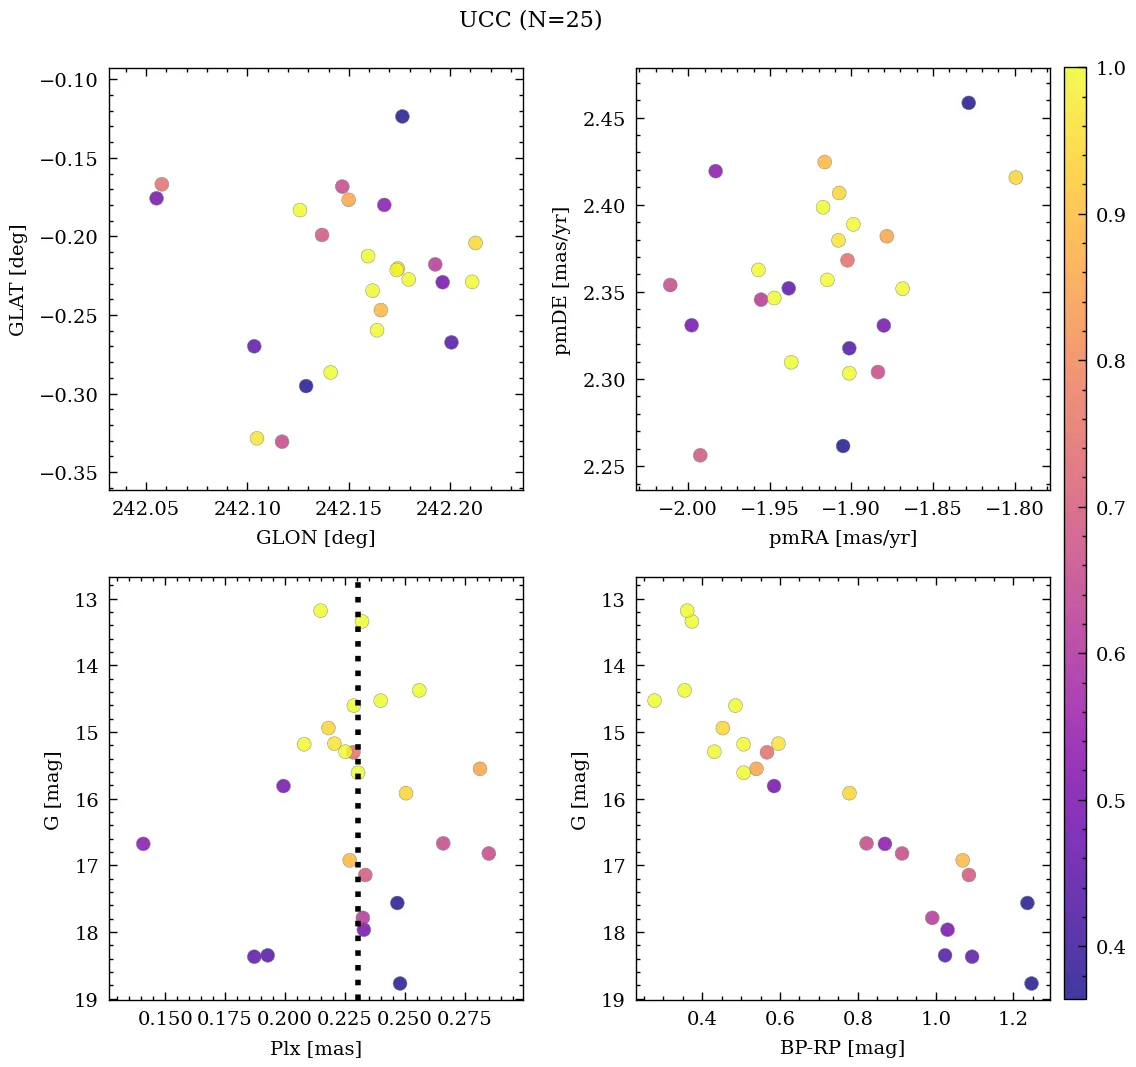 UCC (N=25)
−0.10
−0.15
−0.20
−0.25
−0.30
−0.35
GLAT [deg]
242.05 242.10 242.15 242.20
GLON [deg]
2.45
2.40
2.35
2.30
2.25
pmDE [mas/yr]
−2.00 −1.95 −1.90 −1.85 −1.80
pmRA [mas/yr]
1.0
0.9
0.8
0.7
0.6
0.5
0.4
13
14
15
16
17
18
19
G [mag]
0.150 0.175 0.200 0.225 0.250 0.275
Plx [mas]
13
14
15
16
17
18
19
G [mag]
0.4 0.6 0.8 1.0 1.2
BP-RP [mag]